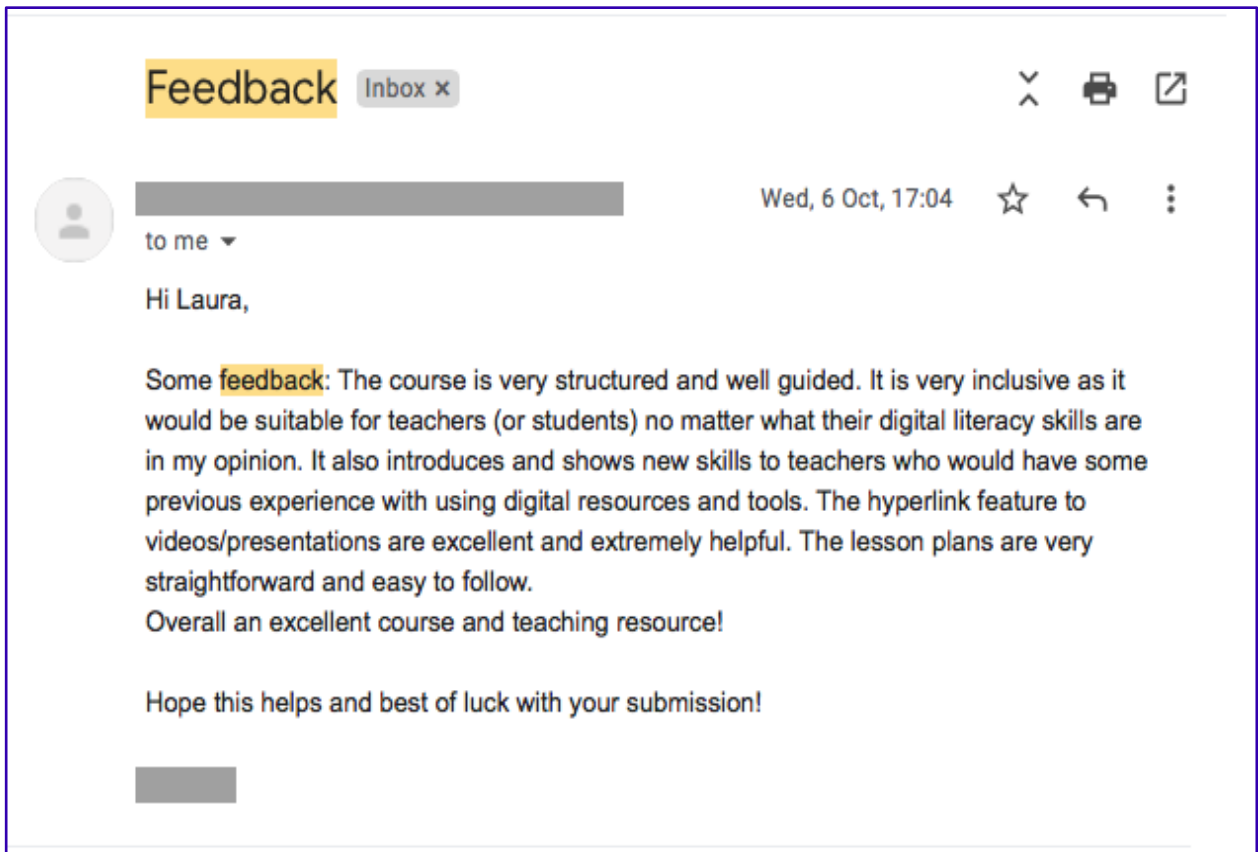 Feedback Inbox ×
Wed, 6 Oct, 17:04
to me
Hi Laura,
Some feedback: The course is very structured and well guided. It is very inclusive as it
would be suitable for teachers (or students) no matter what their digital literacy skills are
in my opinion. It also introduces and shows new skills to teachers who would have some
previous experience with using digital resources and tools. The hyperlink feature to
videos/presentations are excellent and extremely helpful. The lesson plans are very
straightforward and easy to follow.
Overall an excellent course and teaching resource!
Hope this helps and best of luck with your submission!